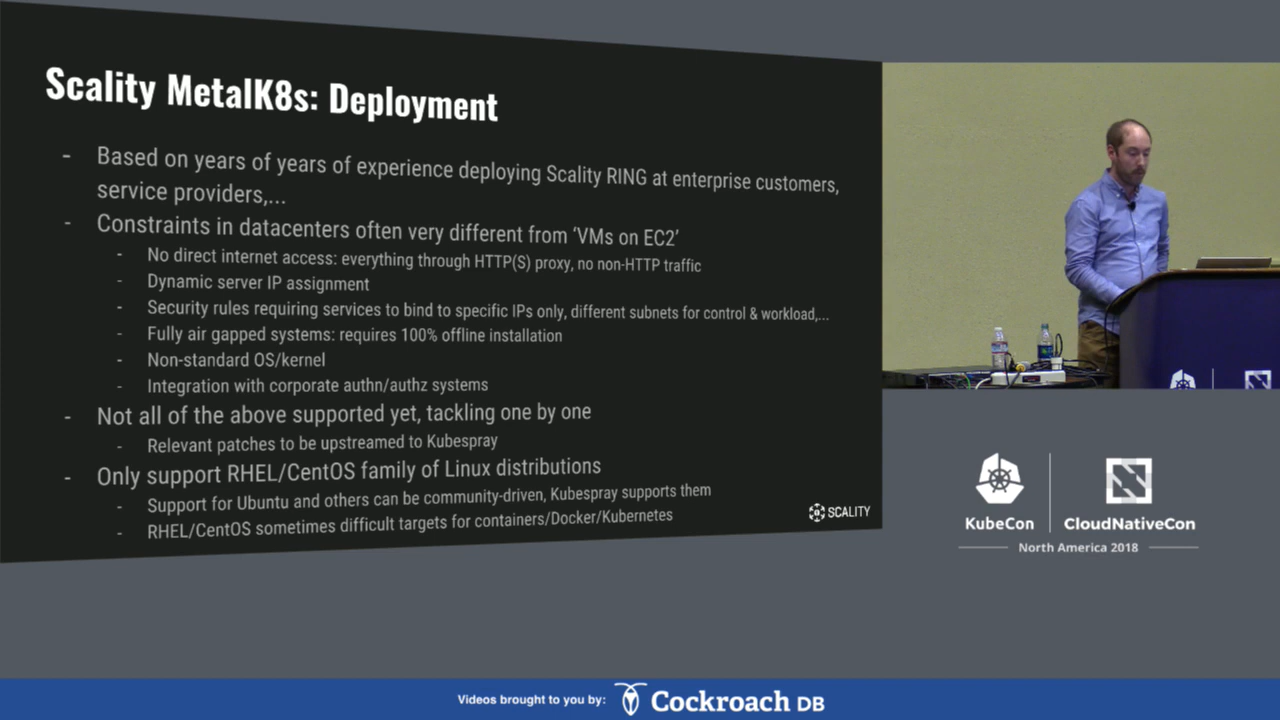 Scality MetalK8s: Deployment
- Based on years of years of experience deploying Scality RING at enterprise customers,
service providers,...
- Constraints in datacenters often very different from ‘VMs on EC2’
- No direct internet access: everything through HTTP(S) proxy, no non-HTTP traffic
- Dynamic server IP assignment
- Security rules requiring services to bind to specific IPs only, different subnets for control & workload,...
- Fully air gapped systems: requires 100% offline installation
- Non-standard OS/kernel
- Integration with corporate authn/authz systems
- Not all of the above supported yet, tackling one by one
- Relevant patches to be upstreamed to Kubespray
- Only support RHEL/CentOS family of Linux distributions
- Support for Ubuntu and others can be community-driven, Kubespray supports them
- RHEL/CentOS sometimes difficult targets for containers/Docker/Kubernetes
SCALITY
KubeCon
CloudNativeCon
North America 2018
Videos brought to you by:
Cockroach DB